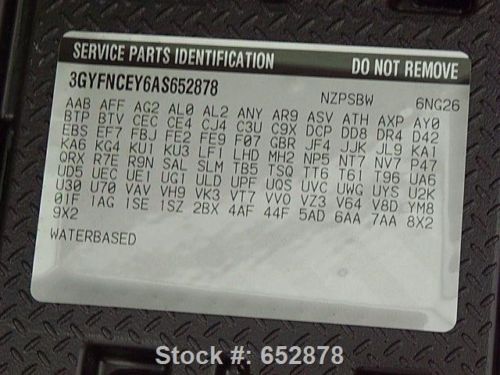 SERVICE PARTS IDENTIFICATION DO NOT REMOVE
3GYFNCEY6AS652878 NZPSBW 6NG26
AAB AFF AG2 AL0 AL2 ANY AR9 ASV ATH AXP AY0
BTP BTV CEC CE4 CJ4 C3U C9X DCP DD8 DR4 D42
EBS EF7 FBJ FE2 FE9 F07 GBR JF4 JJK JL9 KA1
KA6 KG4 KU1 KU3 LF1 LHD MH2 NP5 NT7 NV7 P47
QRX R7E R9N SAL SLM TB5 TSQ TT6 T61 T96 UA6
UD5 UEC UE1 UG1 ULD UPF UQS UVC UWG UYS U2K
U30 U70 VAV VH9 VK3 VT7 VV0 VZ3 V64 V8D YM8
01F 1AG 1SE 1SZ 2BX 4AF 44F 5AD 6AA 7AA 8X2
9X2
WATERBASED
Stock #: 652878